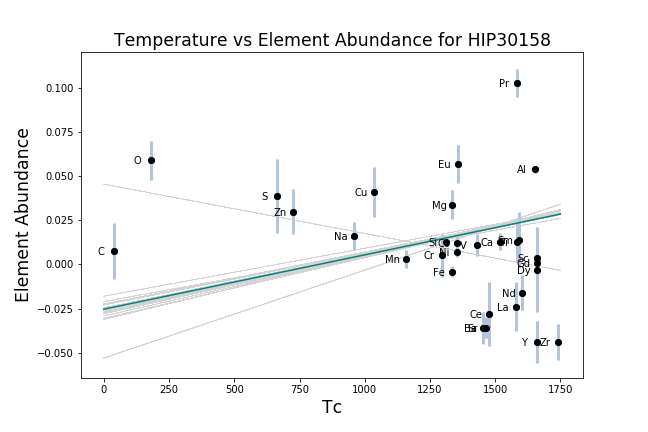 Temperature vs Element Abundance for HIP30158
Element Abundance
0.100
0.075
0.050
0.025
0.000
−0.025
−0.050
Pr
O
Eu
Al
S
Cu
Mg
Zn
Na
Ca
V
Ni
Cr
Mn
Fe
Sc
Gd
Dy
Nd
La
Ce
Y
Zr
0
250
500
750
1000
1250
1500
1750
Tc